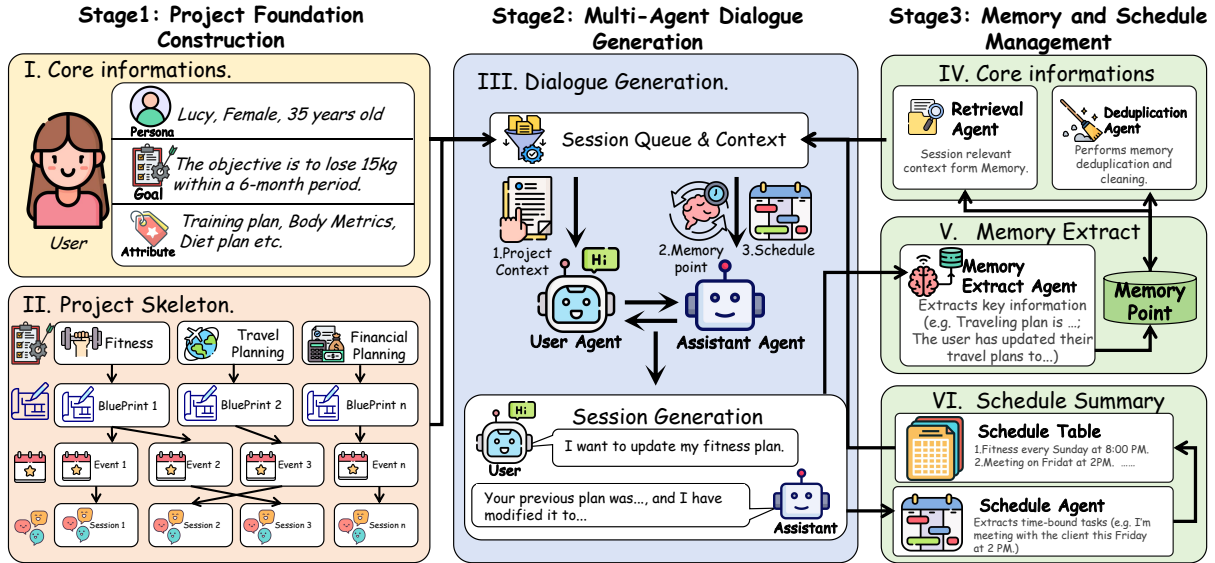 Stage1: Project Foundation
Construction
I. Core informations.
User
Persona
Lucy, Female, 35 years old
Goal
The objective is to lose 15kg
within a 6-month period.
Attribute
Training plan, Body Metrics,
Diet plan etc.
II. Project Skeleton.
Fitness
Travel
Planning
Financial
Planning
BluePrint 1
BluePrint 2
BluePrint n
Event 1
Event 2
Event 3
Event n
Session 1
Session 2
Session 3
Session n
Stage2: Multi-Agent Dialogue
Generation
III. Dialogue Generation.
Session Queue & Context
1.Project
Context
2.Memory
point
3.Schedule
Hi
User Agent
Assistant Agent
Session Generation
Hi
User
I want to update my fitness plan.
Your previous plan was..., and I have
modified it to...
Assistant
Stage3: Memory and Schedule
Management
IV. Core informations
Retrieval
Agent
Session relevant
context form Memory.
Deduplication
Agent
Performs memory
deduplication and
cleaning.
V. Memory Extract
Memory
Extract Agent
Extracts key information
(e.g. Traveling plan is ...;
The user has updated their
travel plans to...)
Memory
Point
VI. Schedule Summary
Schedule Table
1.Fitness every Sunday at 8:00 PM.
2.Meeting on Fridat at 2PM. ......
Schedule Agent
Extracts time-bound tasks (e.g. I'm
meeting with the client this Friday
at 2 PM.)